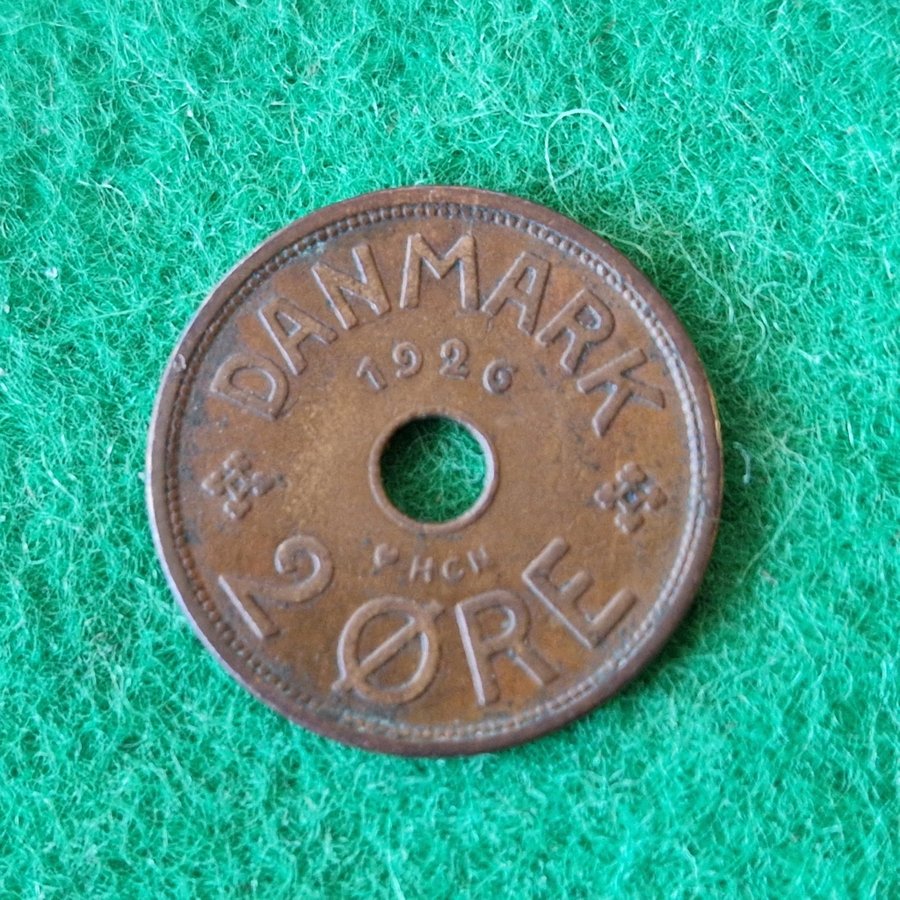 DANMARK
1926
HCN
2 ØRE